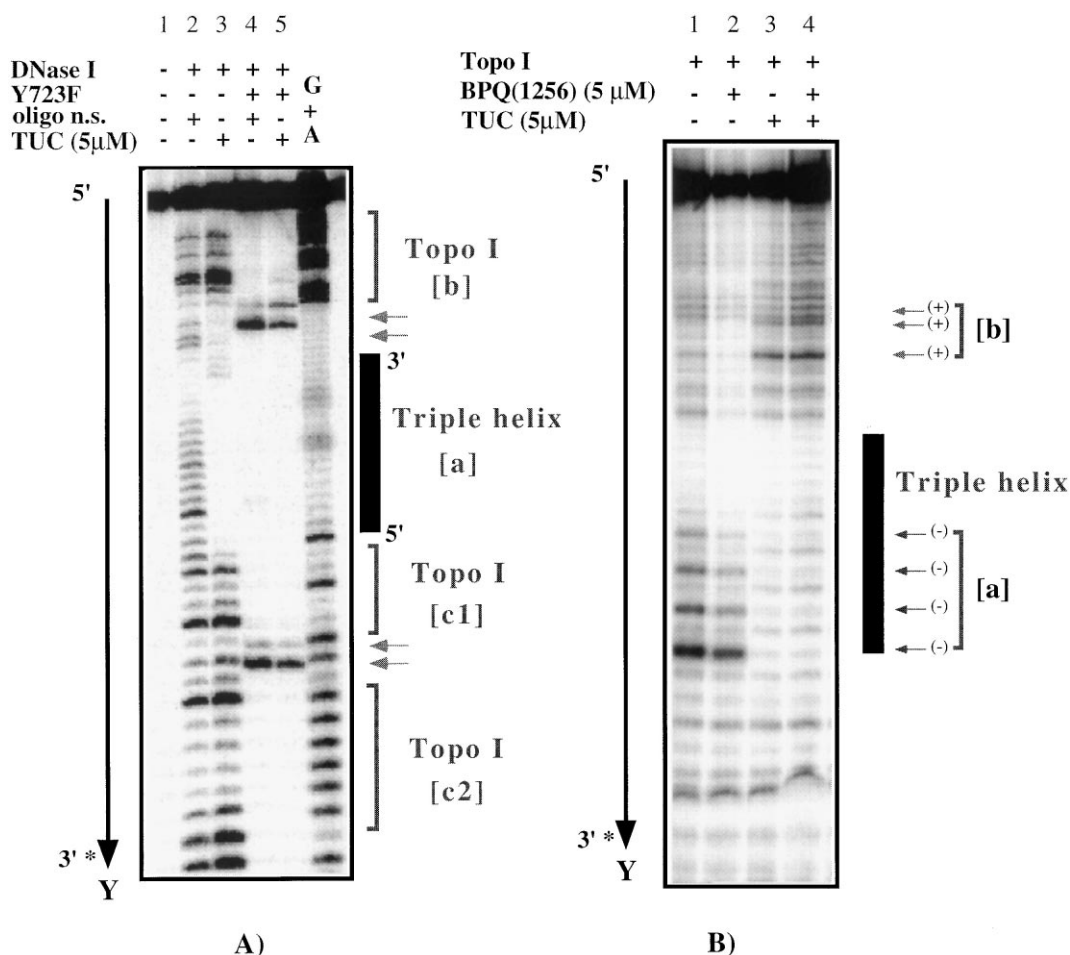 1 2 3 4 5
DNase I - + + + +
Y723F - - - + +
oligo n.s. - + - + -
TUC (5µM) - - + - +
G
+
A
5'
Topo I
[b]
3'
Triple helix
[a]
5'
Topo I
[c1]
Topo I
[c2]
3' *
Y
A)
1 2 3 4
Topo I + + + +
BPQ(1256) (5 µM) - + - +
TUC (5µM) - - + +
5'
(+)
(+)
[b]
(+)
Triple helix
(-)
(-)
[a]
(-)
(-)
3' *
Y
B)